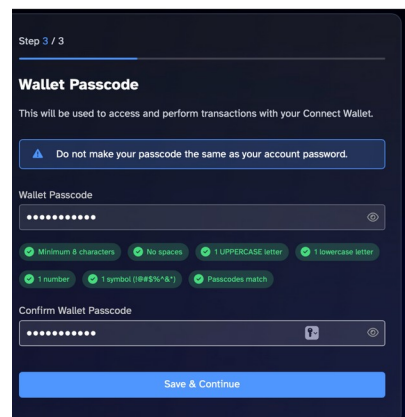 Step 3 / 3
Wallet Passcode
This will be used to access and perform transactions with your Connect Wallet.
Do not make your passcode the same as your account password.
Wallet Passcode
•••••••••••
Minimum 8 characters No spaces 1 UPPERCASE letter 1 lowercase letter
1 number 1 symbol (!@#$%^&*) Passcodes match
Confirm Wallet Passcode
•••••••••••
Save & Continue